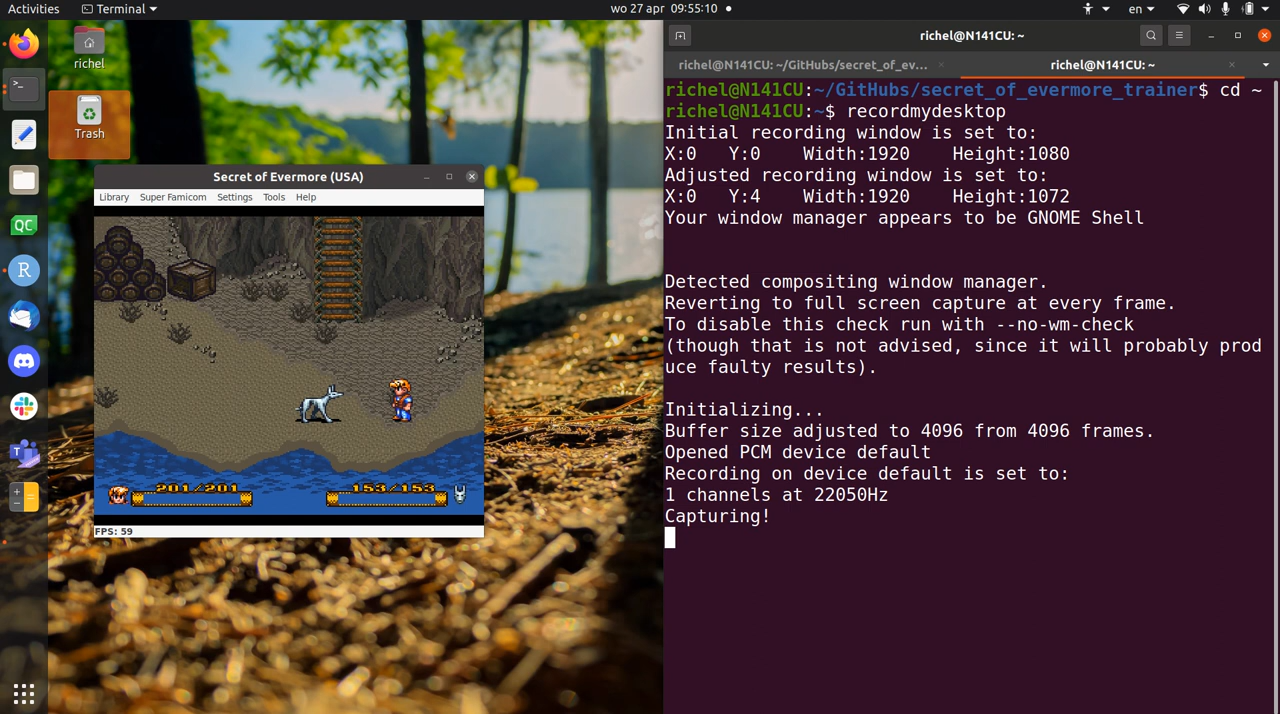 Activities Terminal wo 27 apr 09:55:10 en
richel
Trash
QC
R
Secret of Evermore (USA)
Library Super Famicom Settings Tools Help
201/201 153/153
FPS: 59
richel@N141CU: ~
richel@N141CU: ~/GitHubs/secret_of_ev... richel@N141CU: ~
richel@N141CU:~/GitHubs/secret_of_evermore_trainer$ cd ~
richel@N141CU:~$ recordmydesktop
Initial recording window is set to:
X:0 Y:0 Width:1920 Height:1080
Adjusted recording window is set to:
X:0 Y:4 Width:1920 Height:1072
Your window manager appears to be GNOME Shell
Detected compositing window manager.
Reverting to full screen capture at every frame.
To disable this check run with --no-wm-check
(though that is not advised, since it will probably prod
uce faulty results).
Initializing...
Buffer size adjusted to 4096 from 4096 frames.
Opened PCM device default
Recording on device default is set to:
1 channels at 22050Hz
Capturing!